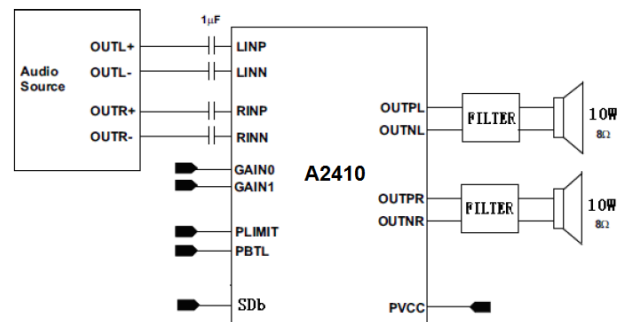 1µF
OUTL+
LINP
OUTL-
LINN
Audio
Source
OUTR+
RINP
OUTR-
RINN
GAIN0
GAIN1
PLIMIT
PBTL
SDb
A2410
OUTPL
OUTNL
FILTER
10W
8Ω
OUTPR
OUTNR
FILTER
10W
8Ω
PVCC